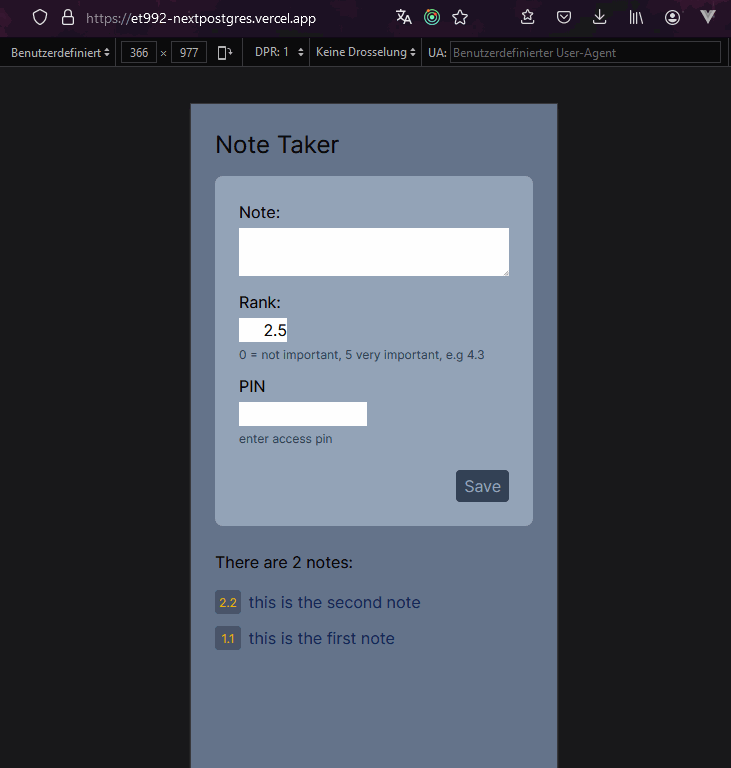 https://et992-nextpostgres.vercel.app
Benutzerdefiniert 366 × 977 DPR: 1 Keine Drosselung UA: Benutzerdefinierter User-Agent
Note Taker
Note:
Rank:
2.5
0 = not important, 5 very important, e.g 4.3
PIN
enter access pin
Save
There are 2 notes:
2.2 this is the second note
1.1 this is the first note